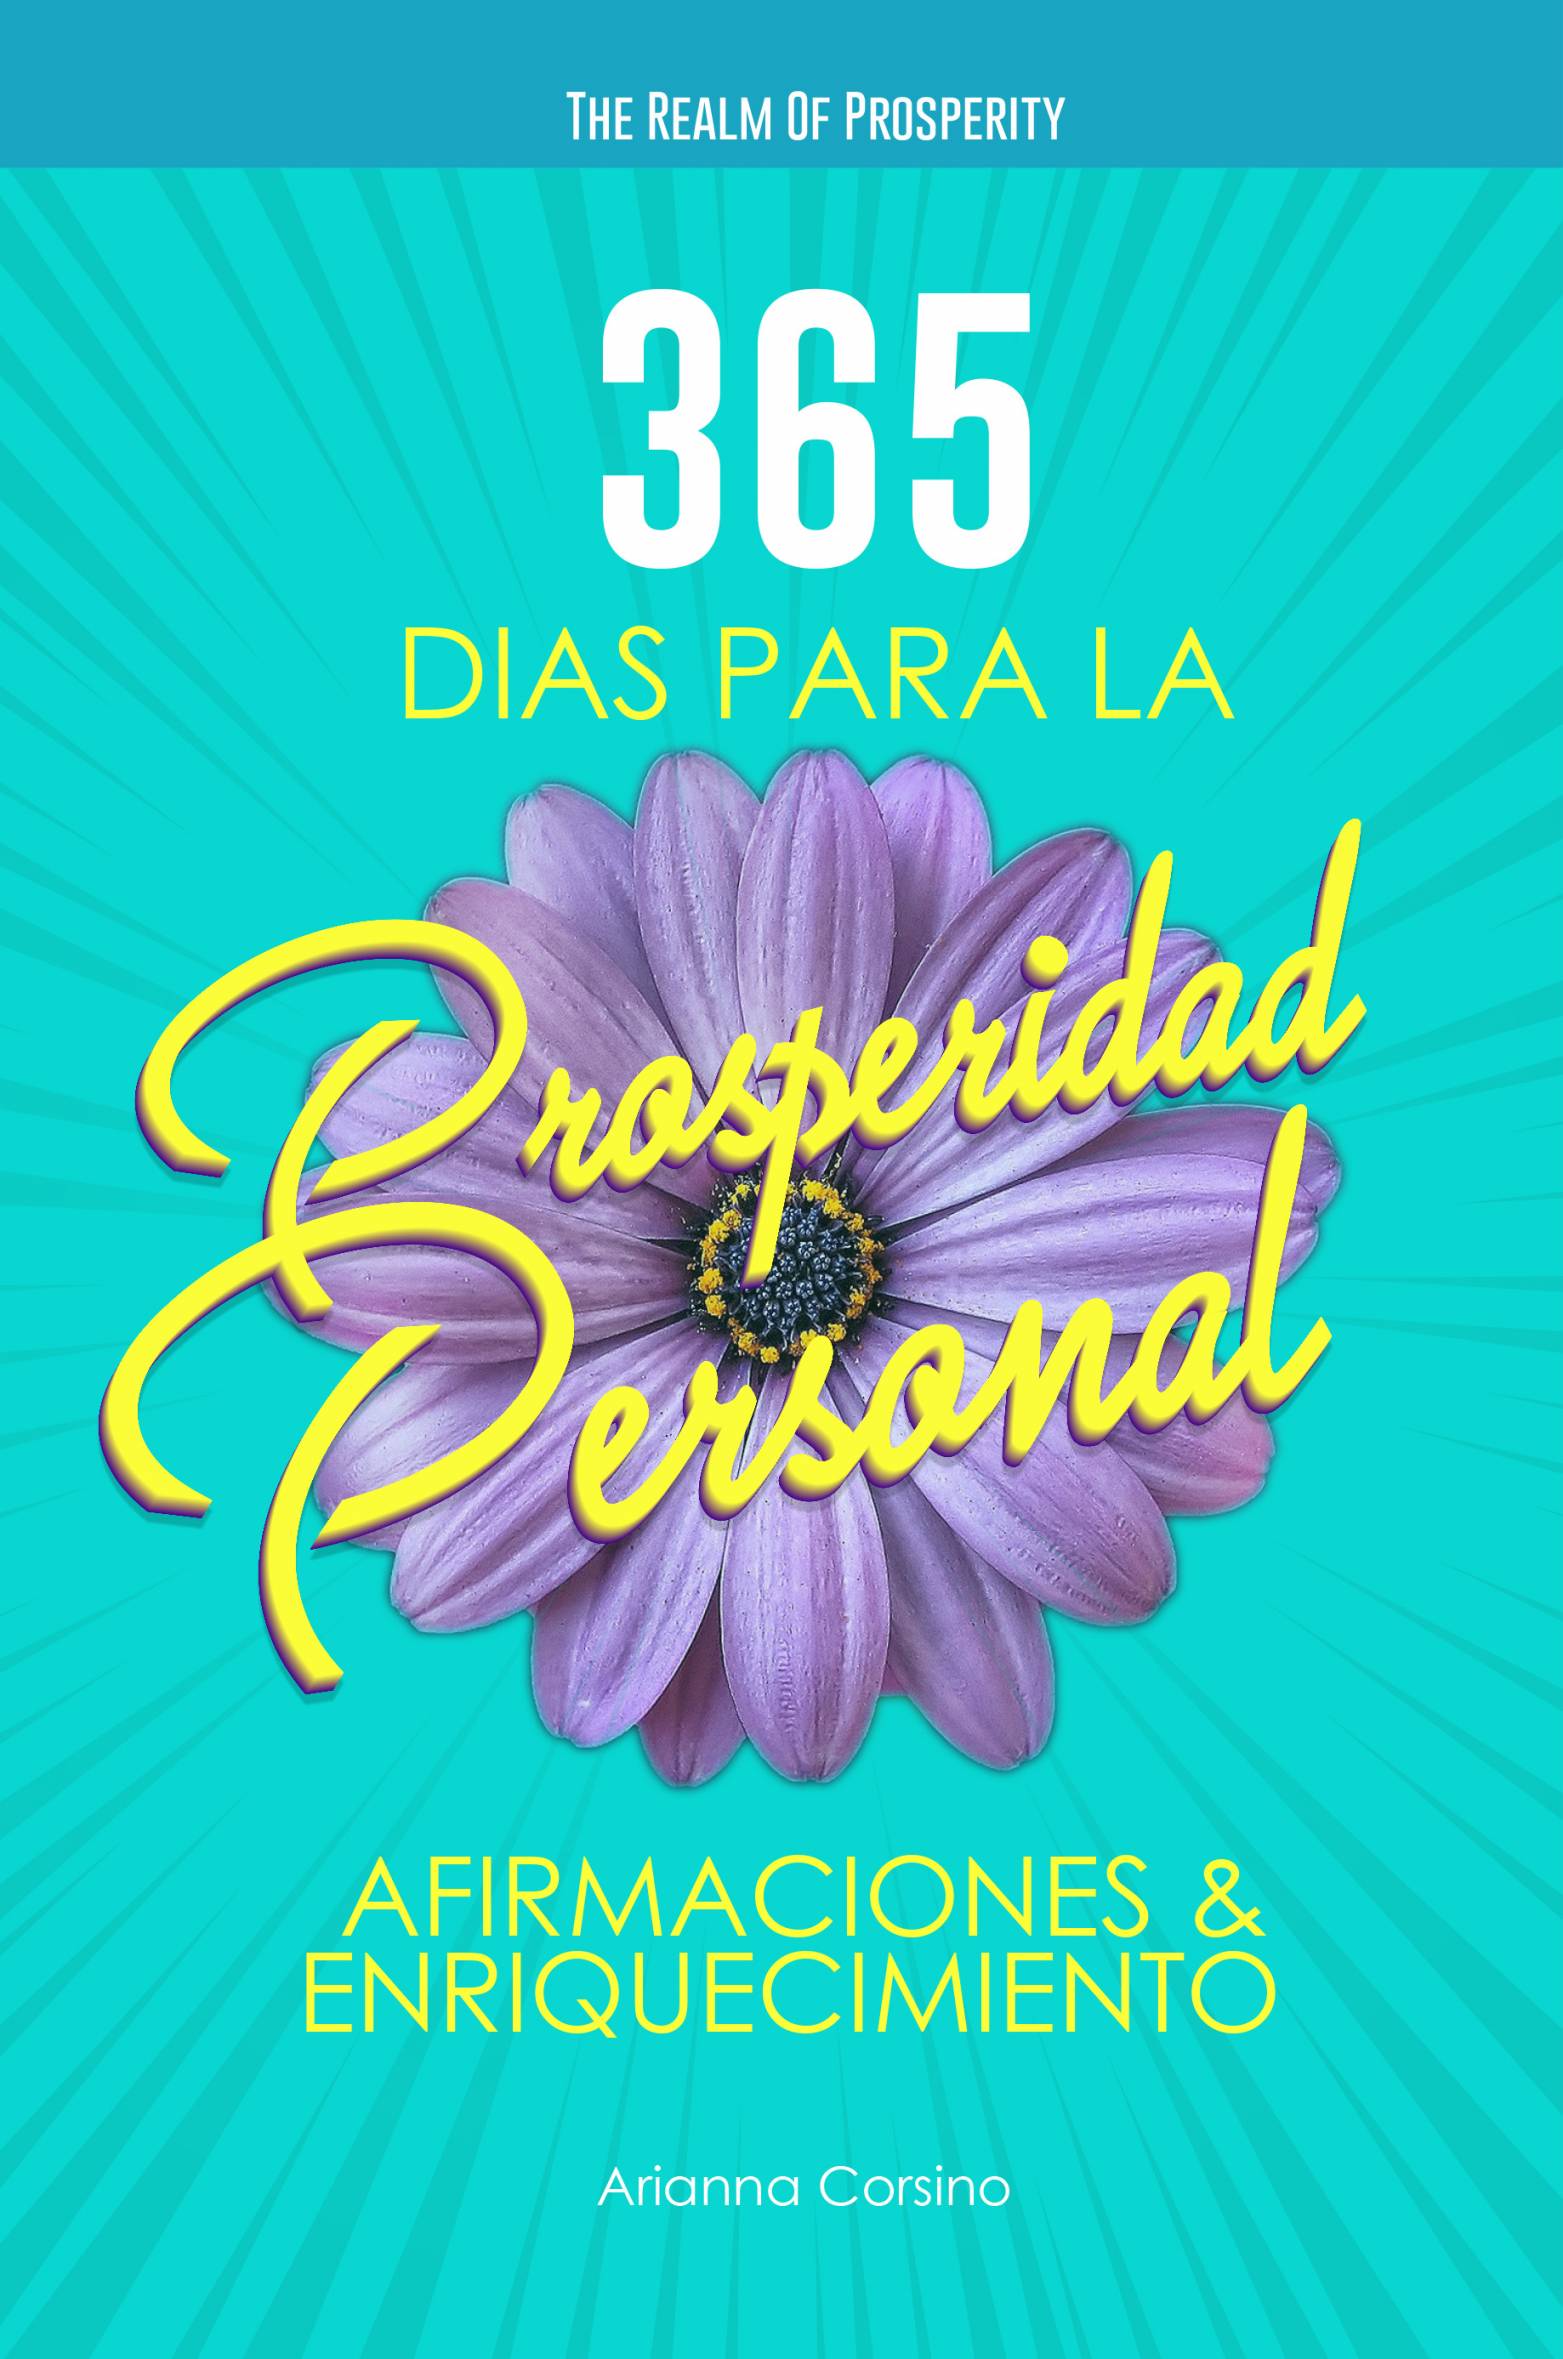 The Realm Of Prosperity
365
DIAS PARA LA
Prosperidad
Personal
AFIRMACIONES &
ENRIQUECIMIENTO
Arianna Corsino